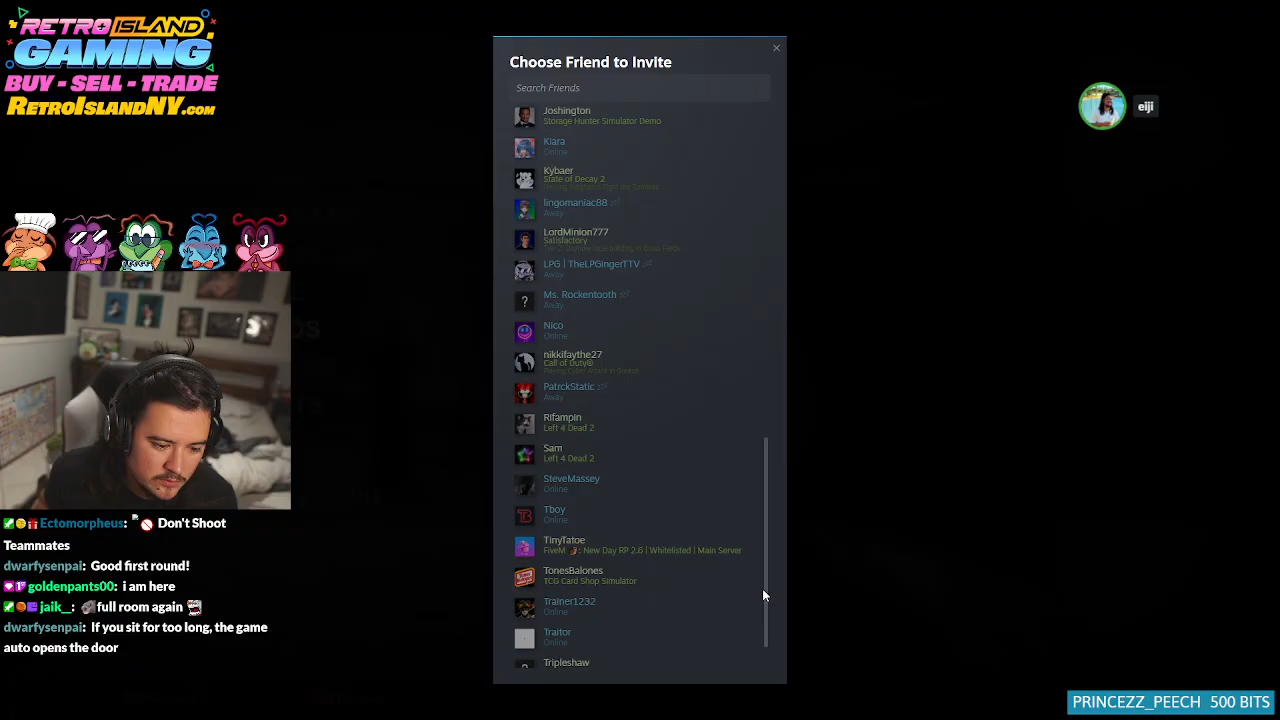 RETRO ISLAND
GAMING
BUY - SELL - TRADE
RETROISLANDNY.COM
Choose Friend to Invite
Search Friends
Joshington
Storage Hunter Simulator Demo
Kiara
Online
Kybaer
State of Decay 2
lingomaniac88
Away
LordMinion777
Satisfactory
LPG | TheLPGingerTTV
Away
Ms. Rockentooth
Away
Nico
Online
nikkifaythe27
Call of Duty®
PatrckStatic
Away
Rifampin
Left 4 Dead 2
Sam
Left 4 Dead 2
SteveMassey
Online
Tboy
Online
TinyTatoe
FiveM 🌶: New Day RP 2.6 | Whitelisted | Main Server
TonesBalones
TCG Card Shop Simulator
Trainer1232
Online
Traitor
Online
Tripleshaw
eiji
Ectomorpheus: Don't Shoot
Teammates
dwarfysenpai: Good first round!
goldenpants00: i am here
jaik__: full room again
dwarfysenpai: If you sit for too long, the game
auto opens the door
PRINCEZZ_PEECH 500 BITS